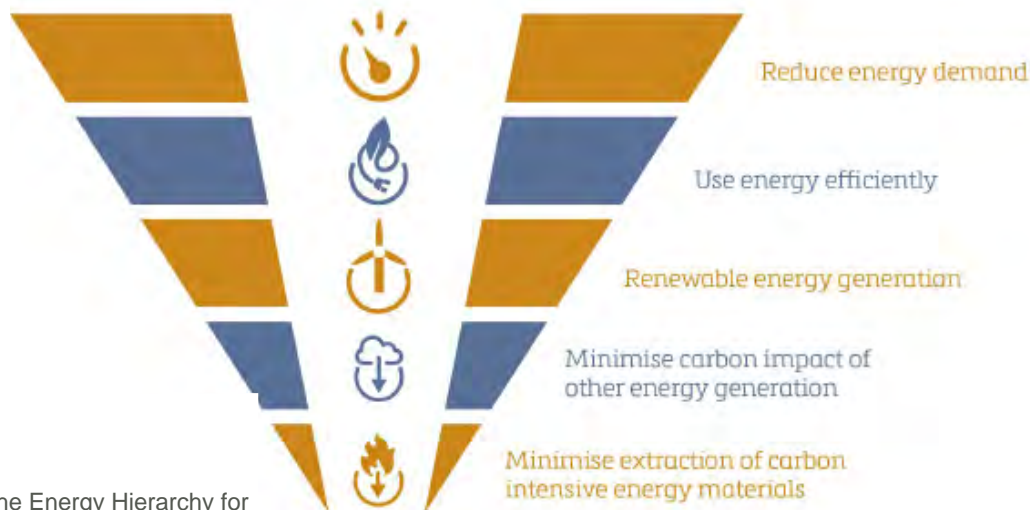 Reduce energy demand
Use energy efficiently
Renewable energy generation
Minimise carbon impact of
other energy generation
Minimise extraction of carbon
intensive energy materials
Energy Hierarchy for